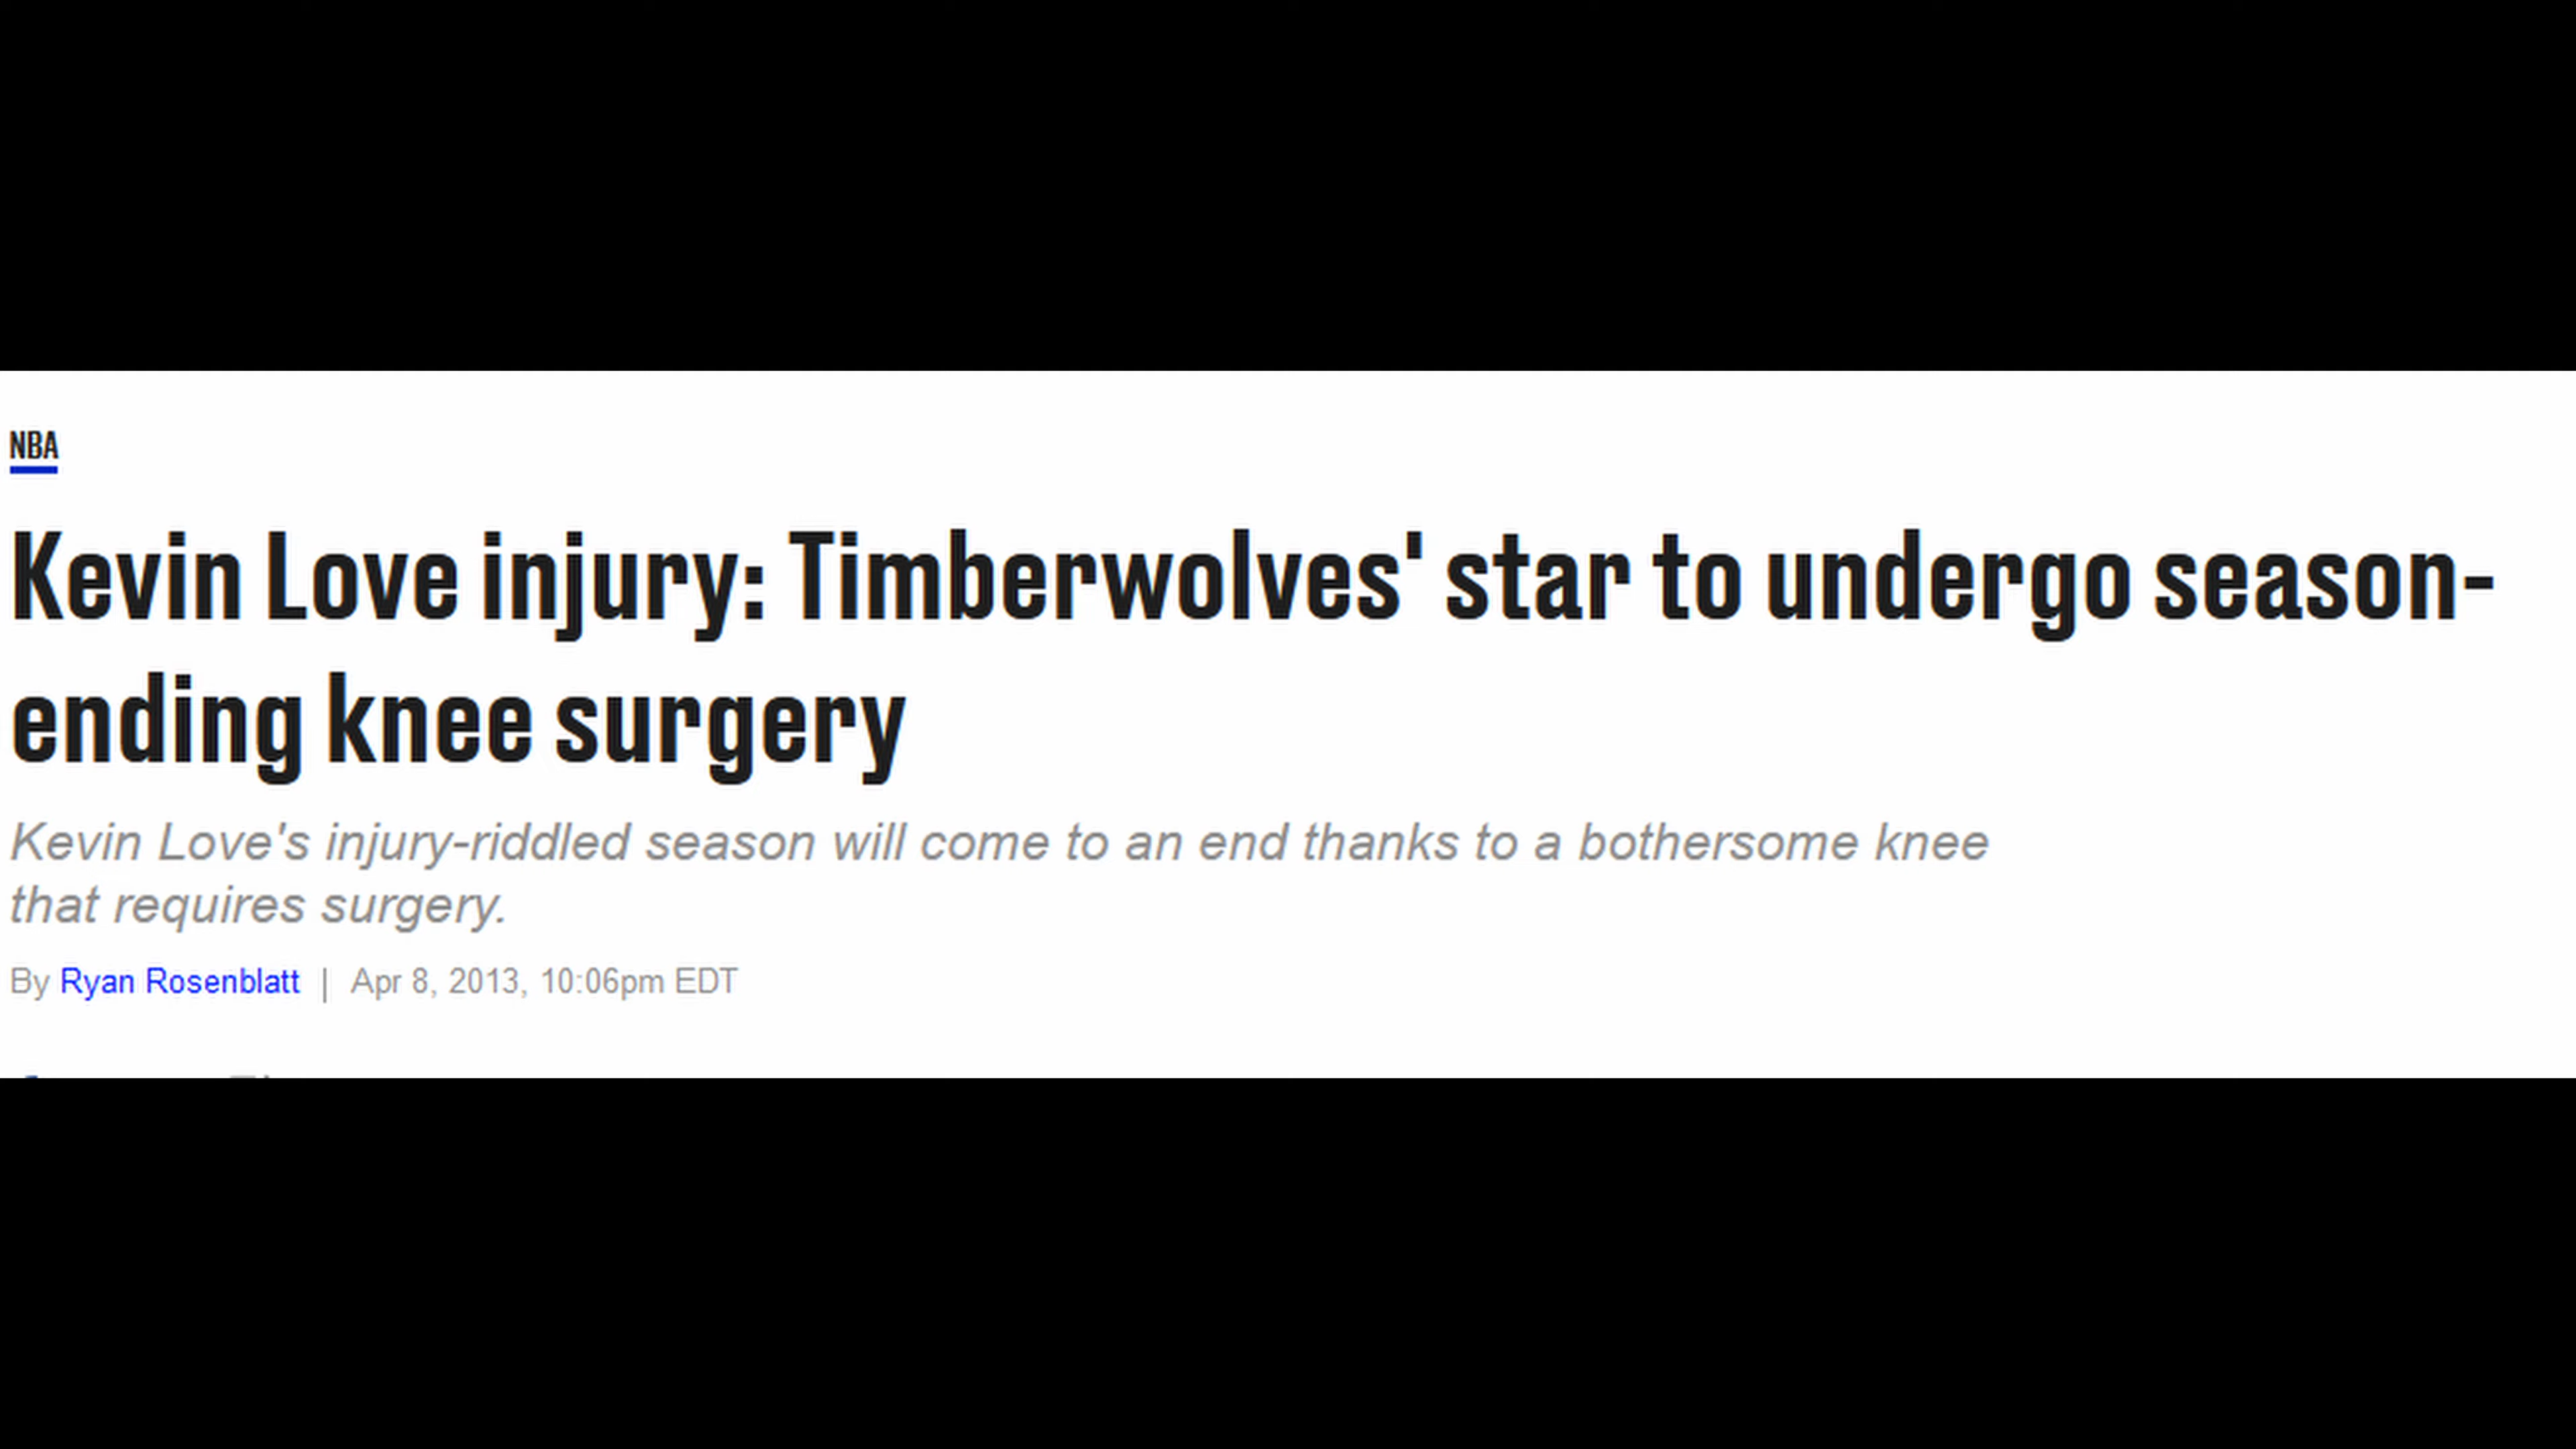 NBA
Kevin Love injury: Timberwolves' star to undergo season-
ending knee surgery
Kevin Love's injury-riddled season will come to an end thanks to a bothersome knee
that requires surgery.
By Ryan Rosenblatt | Apr 8, 2013, 10:06pm EDT